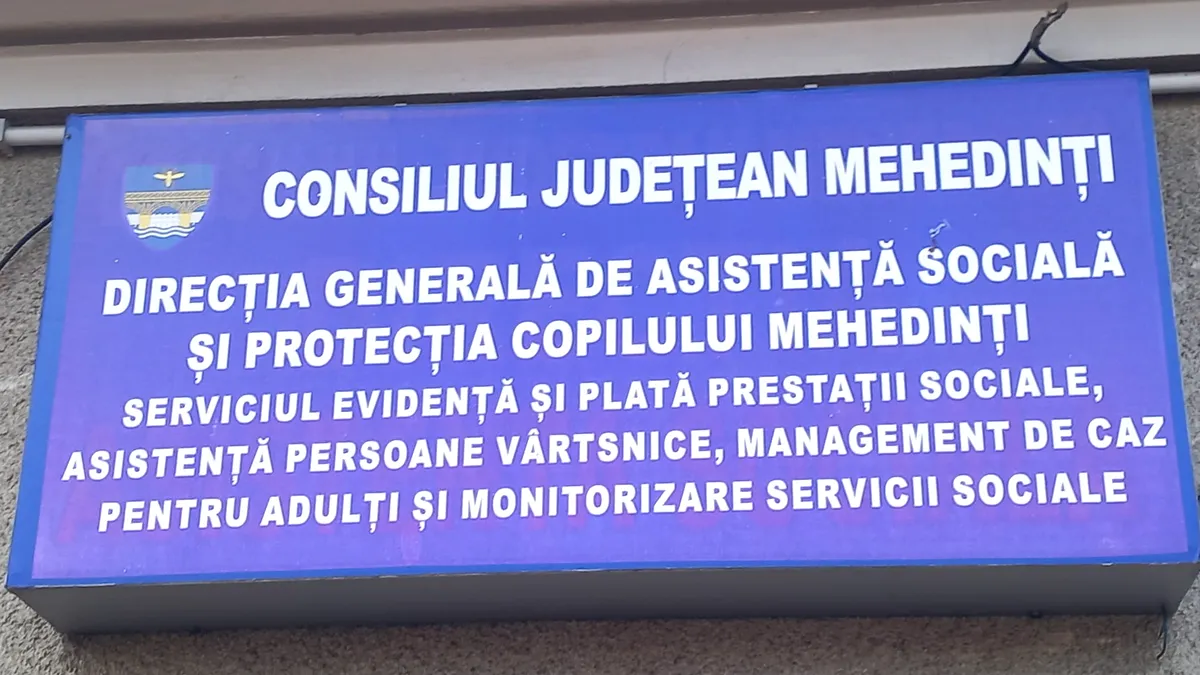 CONSILIUL JUDEȚEAN MEHEDINȚI
DIRECȚIA GENERALĂ DE ASISTENȚĂ SOCIALĂ
ȘI PROTECȚIA COPILULUI MEHEDINȚI
SERVICIUL EVIDENȚĂ ȘI PLATĂ PRESTAȚII SOCIALE,
ASISTENȚĂ PERSOANE VÂRTSNICE, MANAGEMENT DE CAZ
PENTRU ADULȚI ȘI MONITORIZARE SERVICII SOCIALE